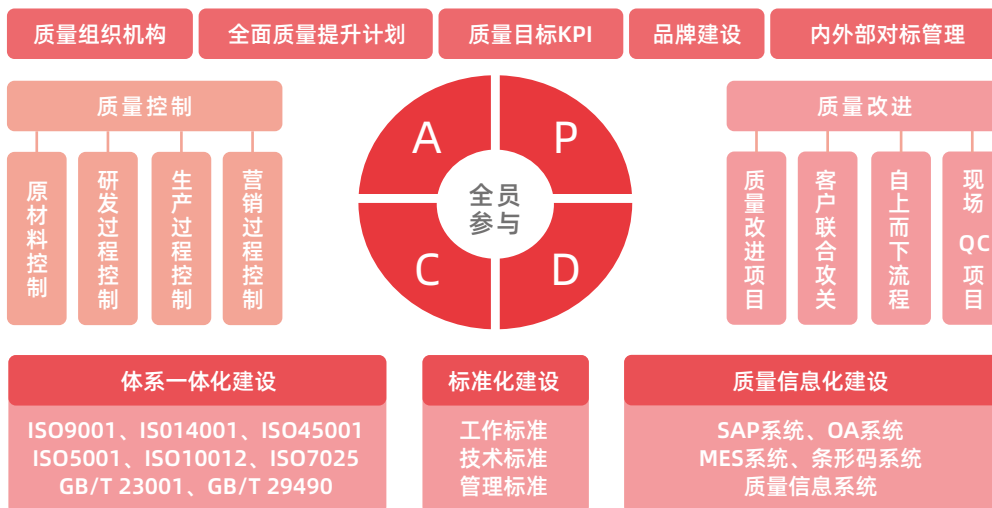 质量组织机构
全面质量提升计划
质量目标KPI
品牌建设
内外部对标管理
质量控制
原材料控制
研发过程控制
生产过程控制
营销过程控制
A
P
C
D
全员
参与
质量改进
质量改进项目
客户联合攻关
自上而下流程
现场QC项目
体系一体化建设
ISO9001、IS014001、ISO45001
ISO5001、ISO10012、ISO7025
GB/T 23001、GB/T 29490
标准化建设
工作标准
技术标准
管理标准
质量信息化建设
SAP系统、OA系统
MES系统、条形码系统
质量信息系统